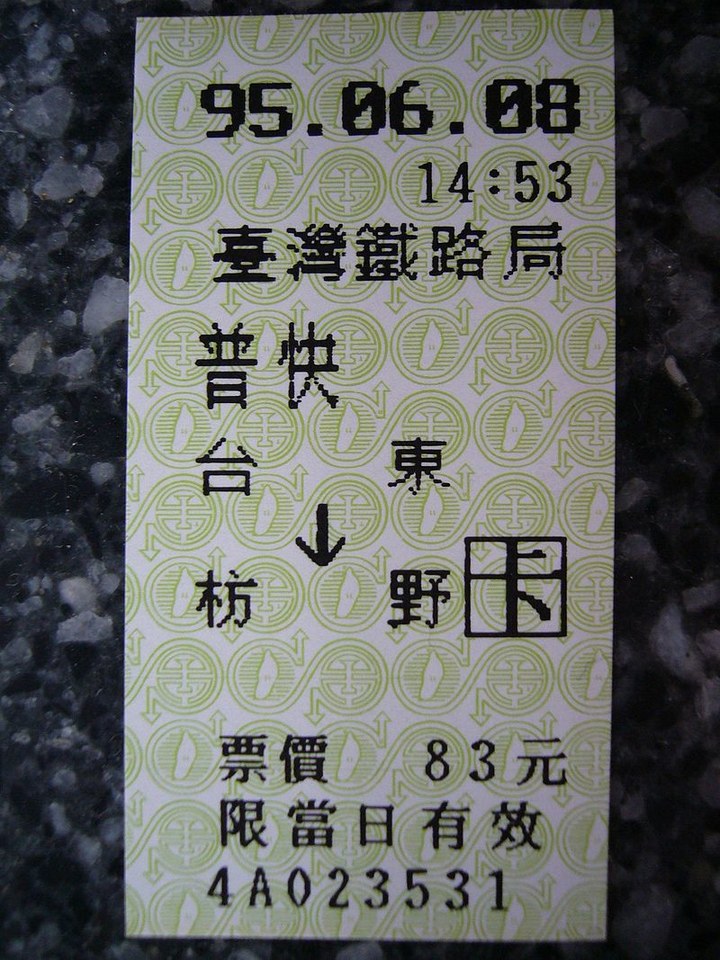 95.06.08
14:53
臺灣鐵路局
普快
台東
↓
枋野 卡
票價 83元
限當日有效
4A023531